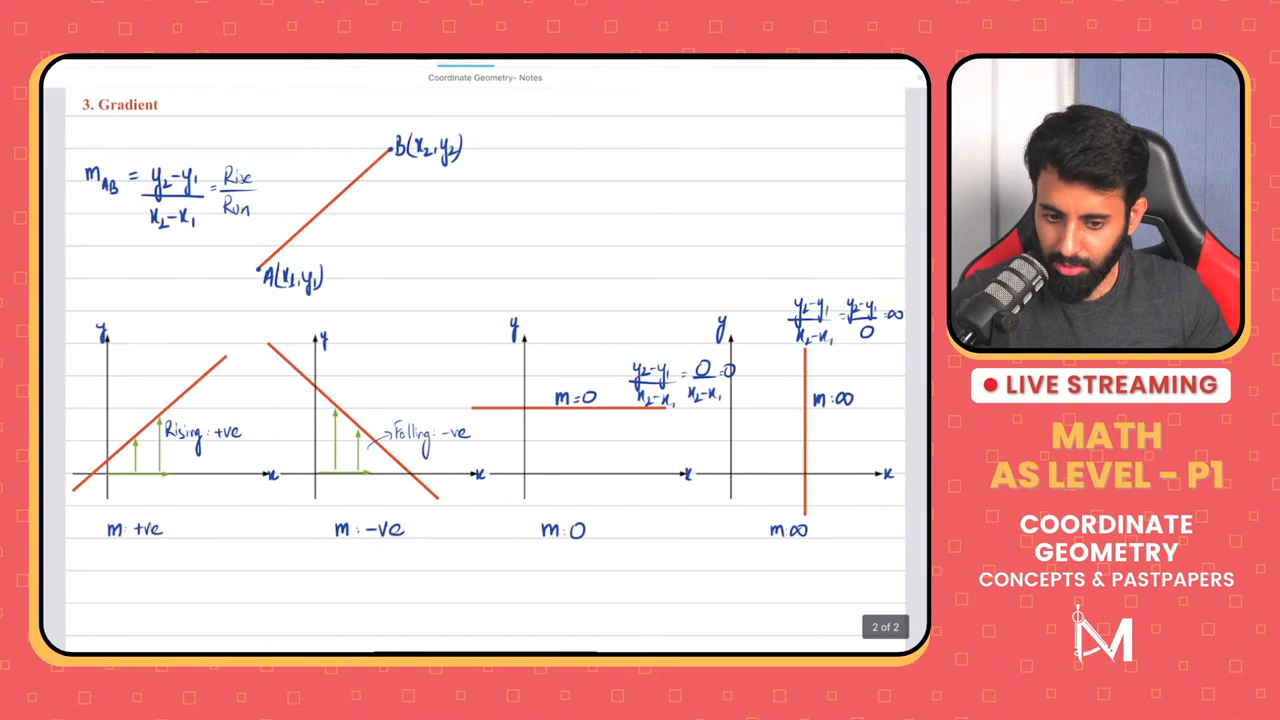 Coordinate Geometry- Notes
3. Gradient
m_AB = y₂-y₁ / x₂-x₁ = Rise / Run
B(x₂, y₂)
A(x₁, y₁)
y
Rising: +ve
x
m: +ve
y
Falling: -ve
x
m: -ve
y
y₂-y₁ / x₂-x₁ = 0 / x₂-x₁ = 0
m=0
x
m: 0
y
y₂-y₁ / x₂-x₁ = y₂-y₁ / 0 = ∞
m: ∞
x
m: ∞
2 of 2
LIVE STREAMING
MATH
AS LEVEL - P1
COORDINATE
GEOMETRY
CONCEPTS & PASTPAPERS
M